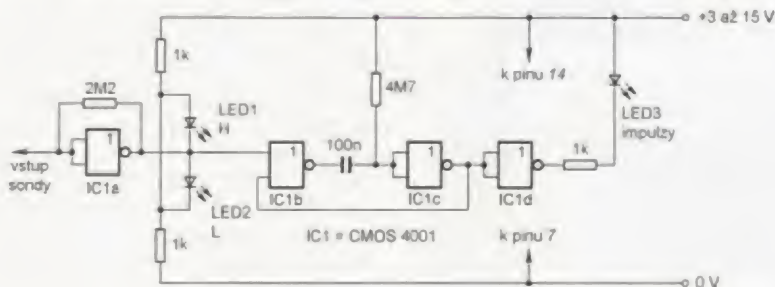 +3 až 15 V
1k
k pinu 14
2M2
4M7
LED1
H
LED3
impulzy
100n
1
1
1
1
vstup
sondy
IC1a
IC1b
IC1c
IC1d
1k
LED2
L
1k
IC1 = CMOS 4001
k pinu 7
0 V